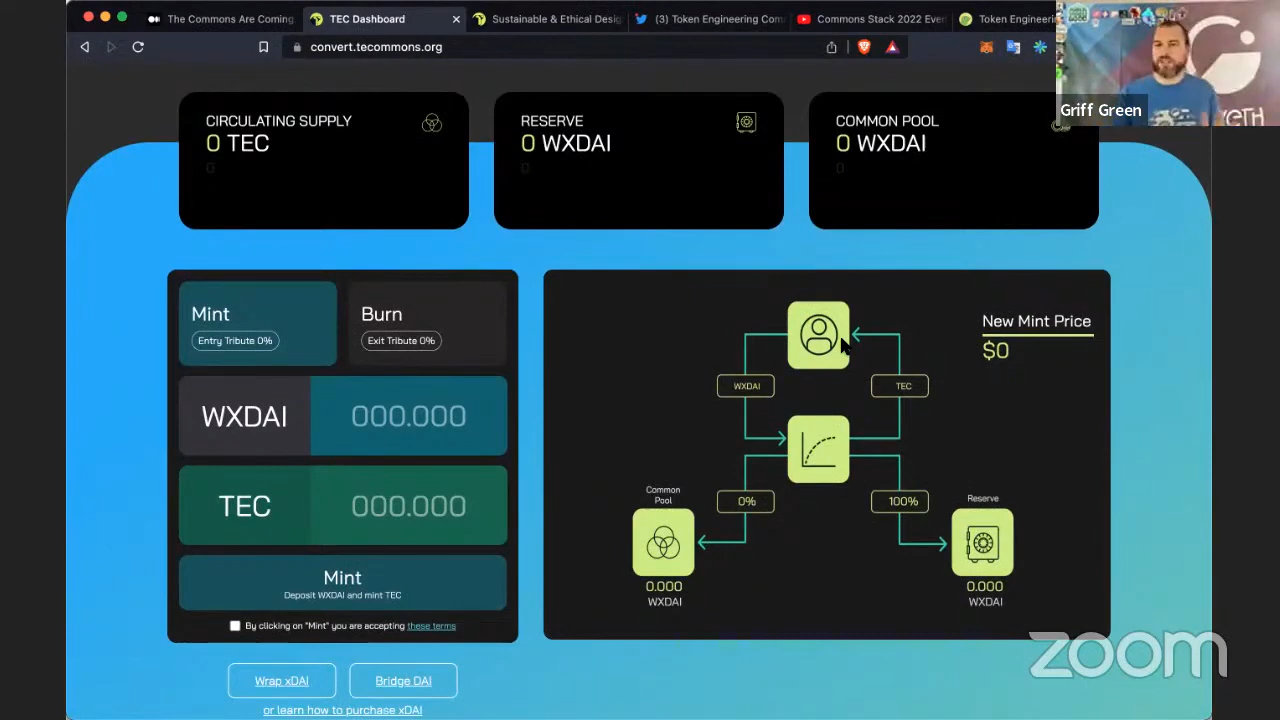 The Commons Are Coming
TEC Dashboard
Sustainable & Ethical Desig
(3) Token Engineering Com
Commons Stack 2022 Eve
Token Engineeri
convert.tecommons.org
Griff Green
CIRCULATING SUPPLY
0 TEC
0
RESERVE
0 WXDAI
0
COMMON POOL
0 WXDAI
0
Mint
Entry Tribute 0%
Burn
Exit Tribute 0%
WXDAI
000.000
TEC
000.000
Mint
Deposit WXDAI and mint TEC
By clicking on "Mint" you are accepting these terms
Wrap xDAI
Bridge DAI
or learn how to purchase xDAI
New Mint Price
$0
WXDAI
TEC
Common
Pool
0%
100%
Reserve
0.000
WXDAI
0.000
WXDAI
zoom